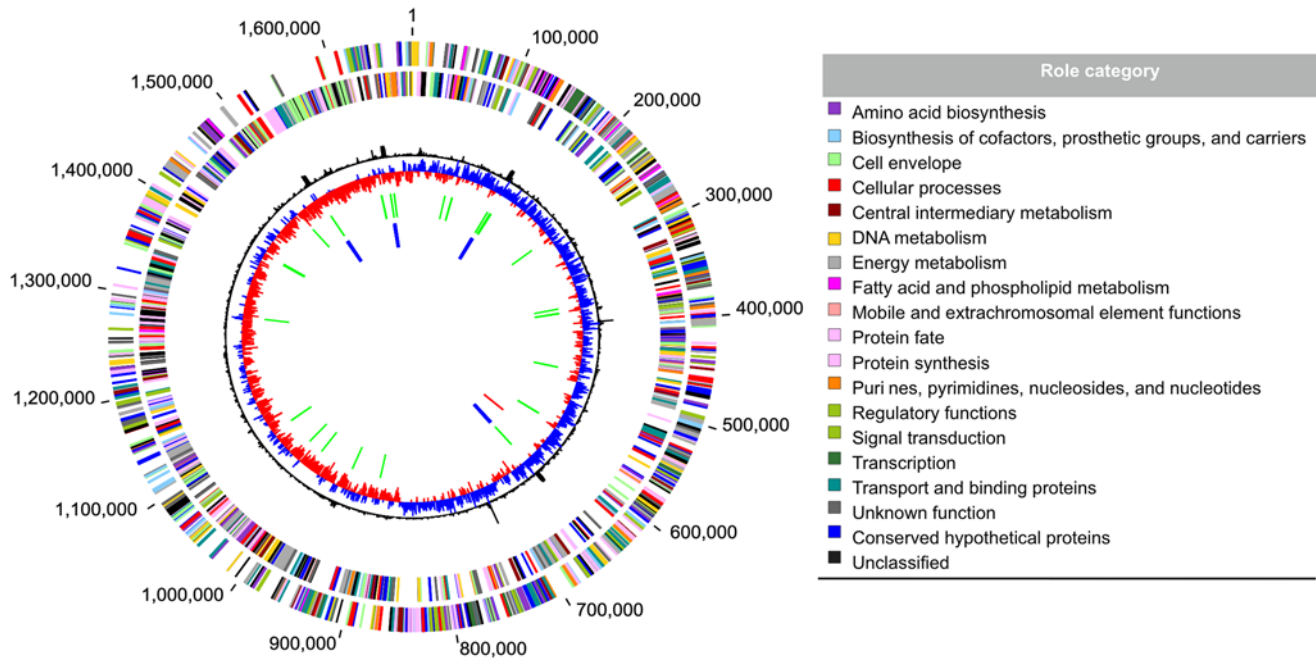 1
100,000
200,000
300,000
400,000
500,000
600,000
700,000
800,000
900,000
1,000,000
1,100,000
1,200,000
1,300,000
1,400,000
1,500,000
1,600,000
Role category
Amino acid biosynthesis
Biosynthesis of cofactors, prosthetic groups, and carriers
Cell envelope
Cellular processes
Central intermediary metabolism
DNA metabolism
Energy metabolism
Fatty acid and phospholipid metabolism
Mobile and extrachromosomal element functions
Protein fate
Protein synthesis
Puri nes, pyrimidines, nucleosides, and nucleotides
Regulatory functions
Signal transduction
Transcription
Transport and binding proteins
Unknown function
Conserved hypothetical proteins
Unclassified